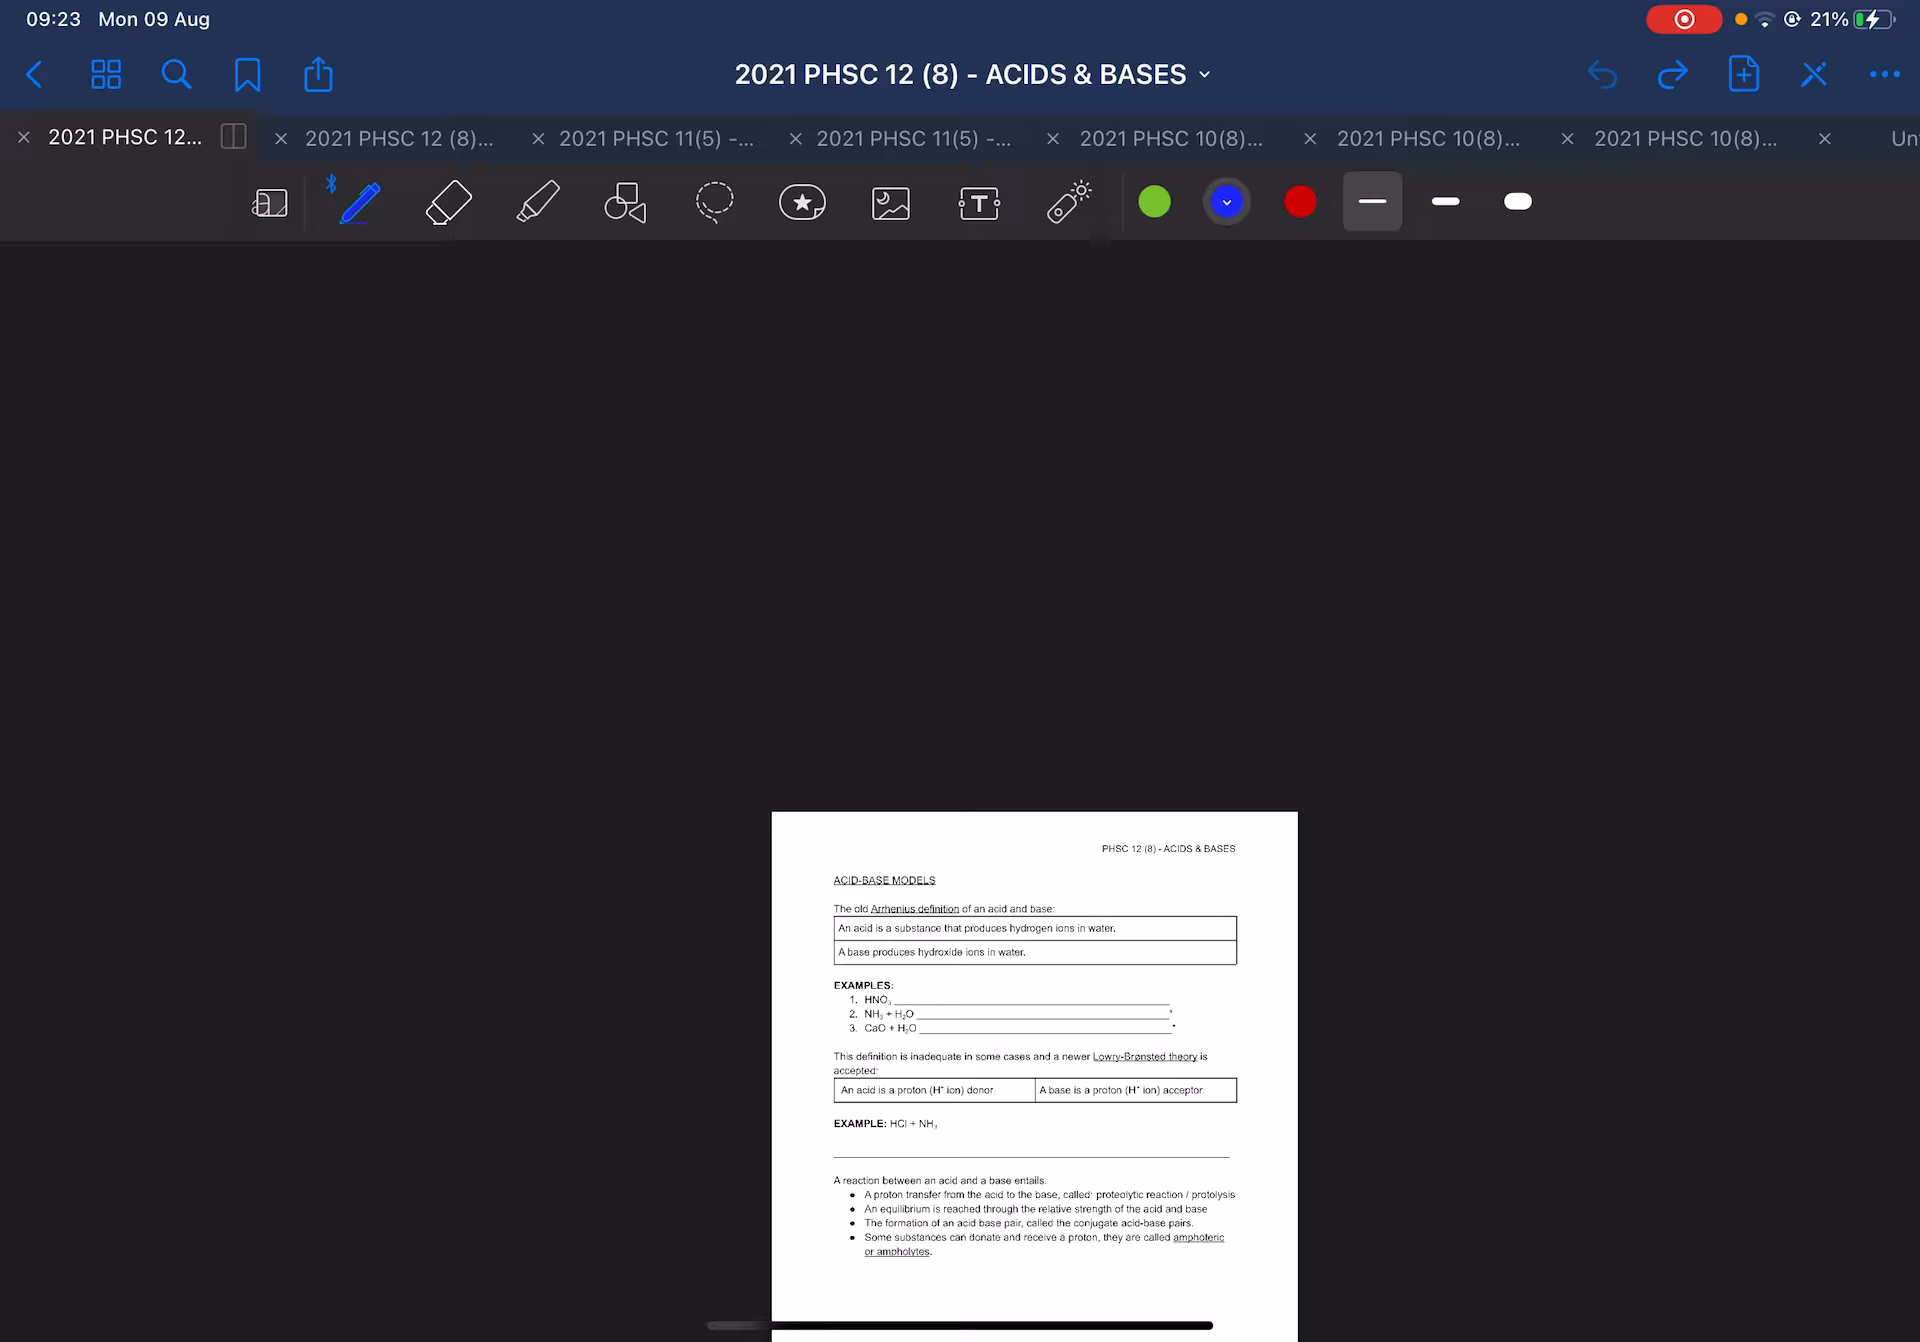 09:23 Mon 09 Aug
21%
2021 PHSC 12 (8) - ACIDS & BASES
2021 PHSC 12...
2021 PHSC 12 (8)...
2021 PHSC 11(5) -...
2021 PHSC 11(5) -...
2021 PHSC 10(8)...
2021 PHSC 10(8)...
2021 PHSC 10(8)...
Un
T
PHSC 12 (8) - ACIDS & BASES
ACID-BASE MODELS
The old Arrhenius definition of an acid and base:
An acid is a substance that produces hydrogen ions in water.
A base produces hydroxide ions in water.
EXAMPLES:
1. HNO₃
2. NH₃ + H₂O
3. CaO + H₂O
This definition is inadequate in some cases and a newer Lowry-Brønsted theory is
accepted:
An acid is a proton (H⁺ ion) donor.
A base is a proton (H⁺ ion) acceptor.
EXAMPLE: HCl + NH₃
A reaction between an acid and a base entails:
• A proton transfer from the acid to the base, called: proteolytic reaction / protolysis
• An equilibrium is reached through the relative strength of the acid and base
• The formation of an acid base pair, called the conjugate acid-base pairs.
• Some substances can donate and receive a proton, they are called amphoteric
or ampholytes.